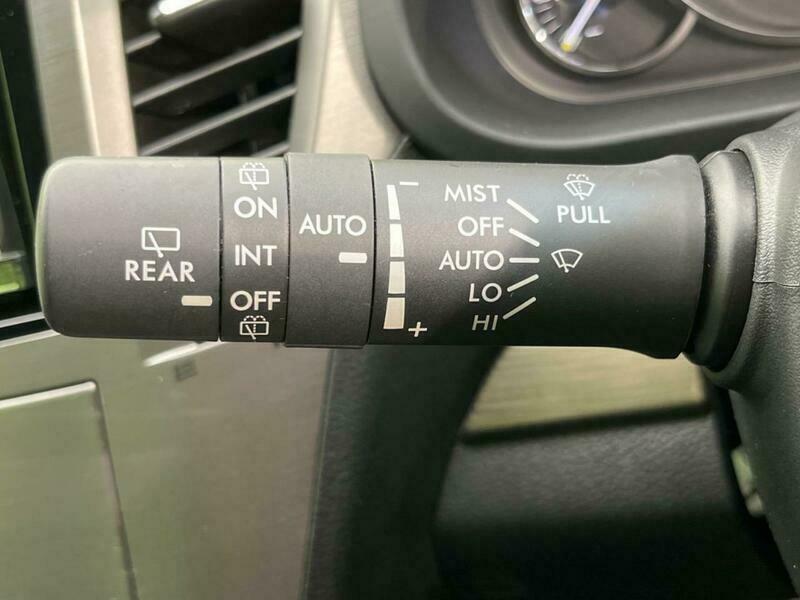 REAR
ON
INT
OFF
AUTO
−
+
MIST
OFF
AUTO
LO
HI
PULL